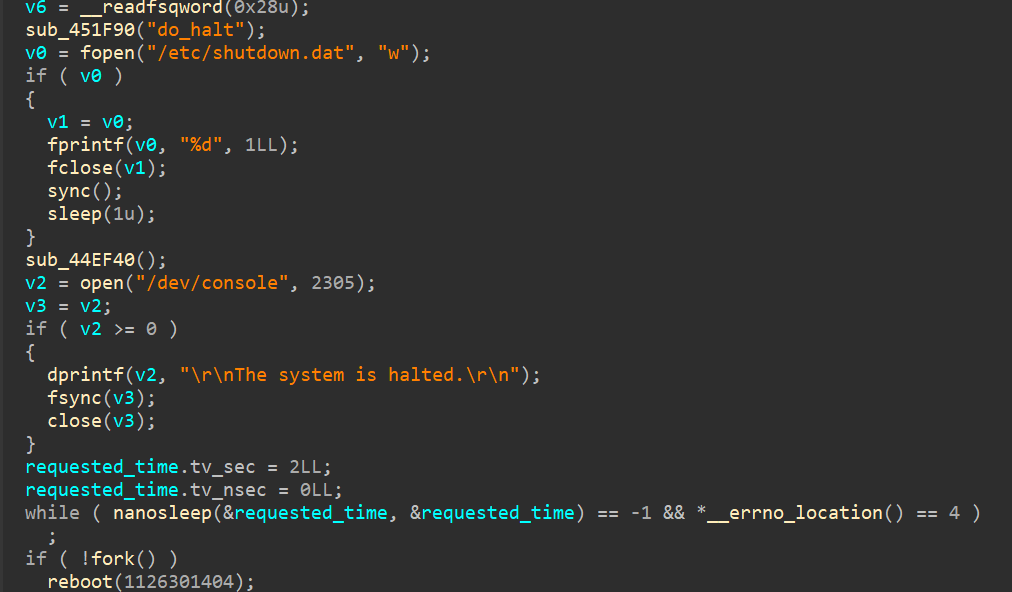 v6 = __readfsqword(0x28u);
sub_451F90("do_halt");
v0 = fopen("/etc/shutdown.dat", "w");
if ( v0 )
{
v1 = v0;
fprintf(v0, "%d", 1LL);
fclose(v1);
sync();
sleep(1u);
}
sub_44EF40();
v2 = open("/dev/console", 2305);
v3 = v2;
if ( v2 >= 0 )
{
dprintf(v2, "\r\nThe system is halted.\r\n");
fsync(v3);
close(v3);
}
requested_time.tv_sec = 2LL;
requested_time.tv_nsec = 0LL;
while ( nanosleep(&requested_time, &requested_time) == -1 && *__errno_location() == 4 )
;
if ( !fork() )
reboot(1126301404);